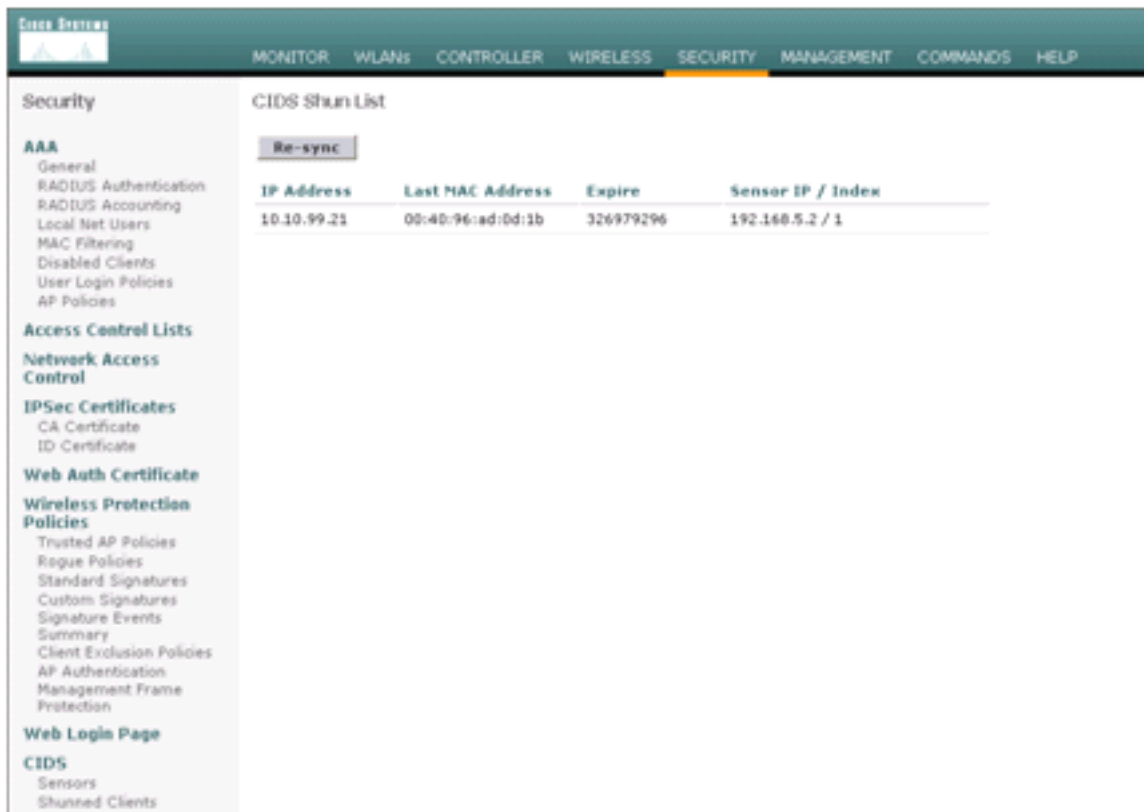 CISCO SYSTEMS
MONITOR WLANs CONTROLLER WIRELESS SECURITY MANAGEMENT COMMANDS HELP
Security
AAA
General
RADIUS Authentication
RADIUS Accounting
Local Net Users
MAC Filtering
Disabled Clients
User Login Policies
AP Policies
Access Control Lists
Network Access
Control
IPSec Certificates
CA Certificate
ID Certificate
Web Auth Certificate
Wireless Protection
Policies
Trusted AP Policies
Rogue Policies
Standard Signatures
Custom Signatures
Signature Events
Summary
Client Exclusion Policies
AP Authentication
Management Frame
Protection
Web Login Page
CIDS
Sensors
Shunned Clients
CIDS Shun List
Re-sync
IP Address Last MAC Address Expire Sensor IP / Index
10.10.99.21 00:40:96:ad:0d:1b 326979296 192.168.5.2 / 1